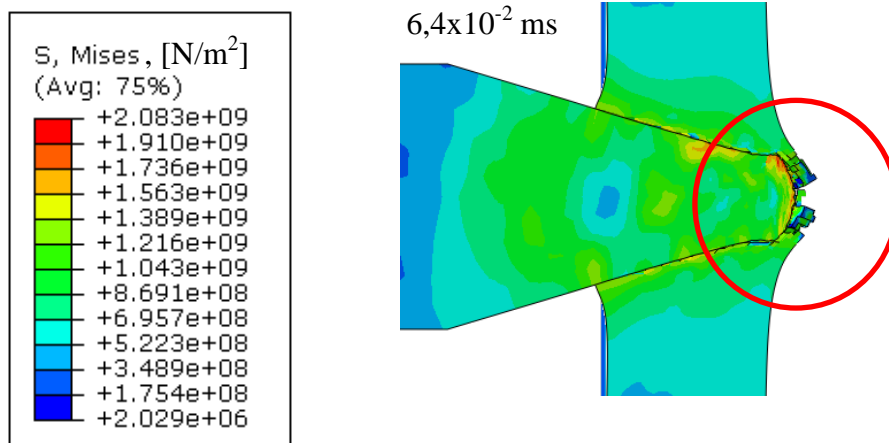 S, Mises, [N/m²]
(Avg: 75%)
+2.083e+09
+1.910e+09
+1.736e+09
+1.563e+09
+1.389e+09
+1.216e+09
+1.043e+09
+8.691e+08
+6.957e+08
+5.223e+08
+3.489e+08
+1.754e+08
+2.029e+06
6,4x10⁻² ms